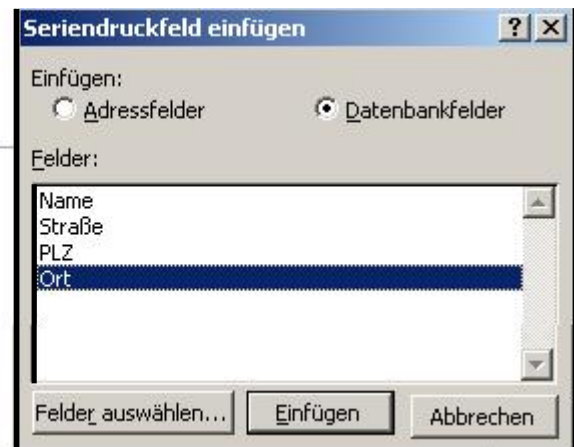 Seriendruckfeld einfügen
Einfügen:
Adressfelder Datenbankfelder
Felder:
Name
Straße
PLZ
Ort
Felder auswählen... Einfügen Abbrechen